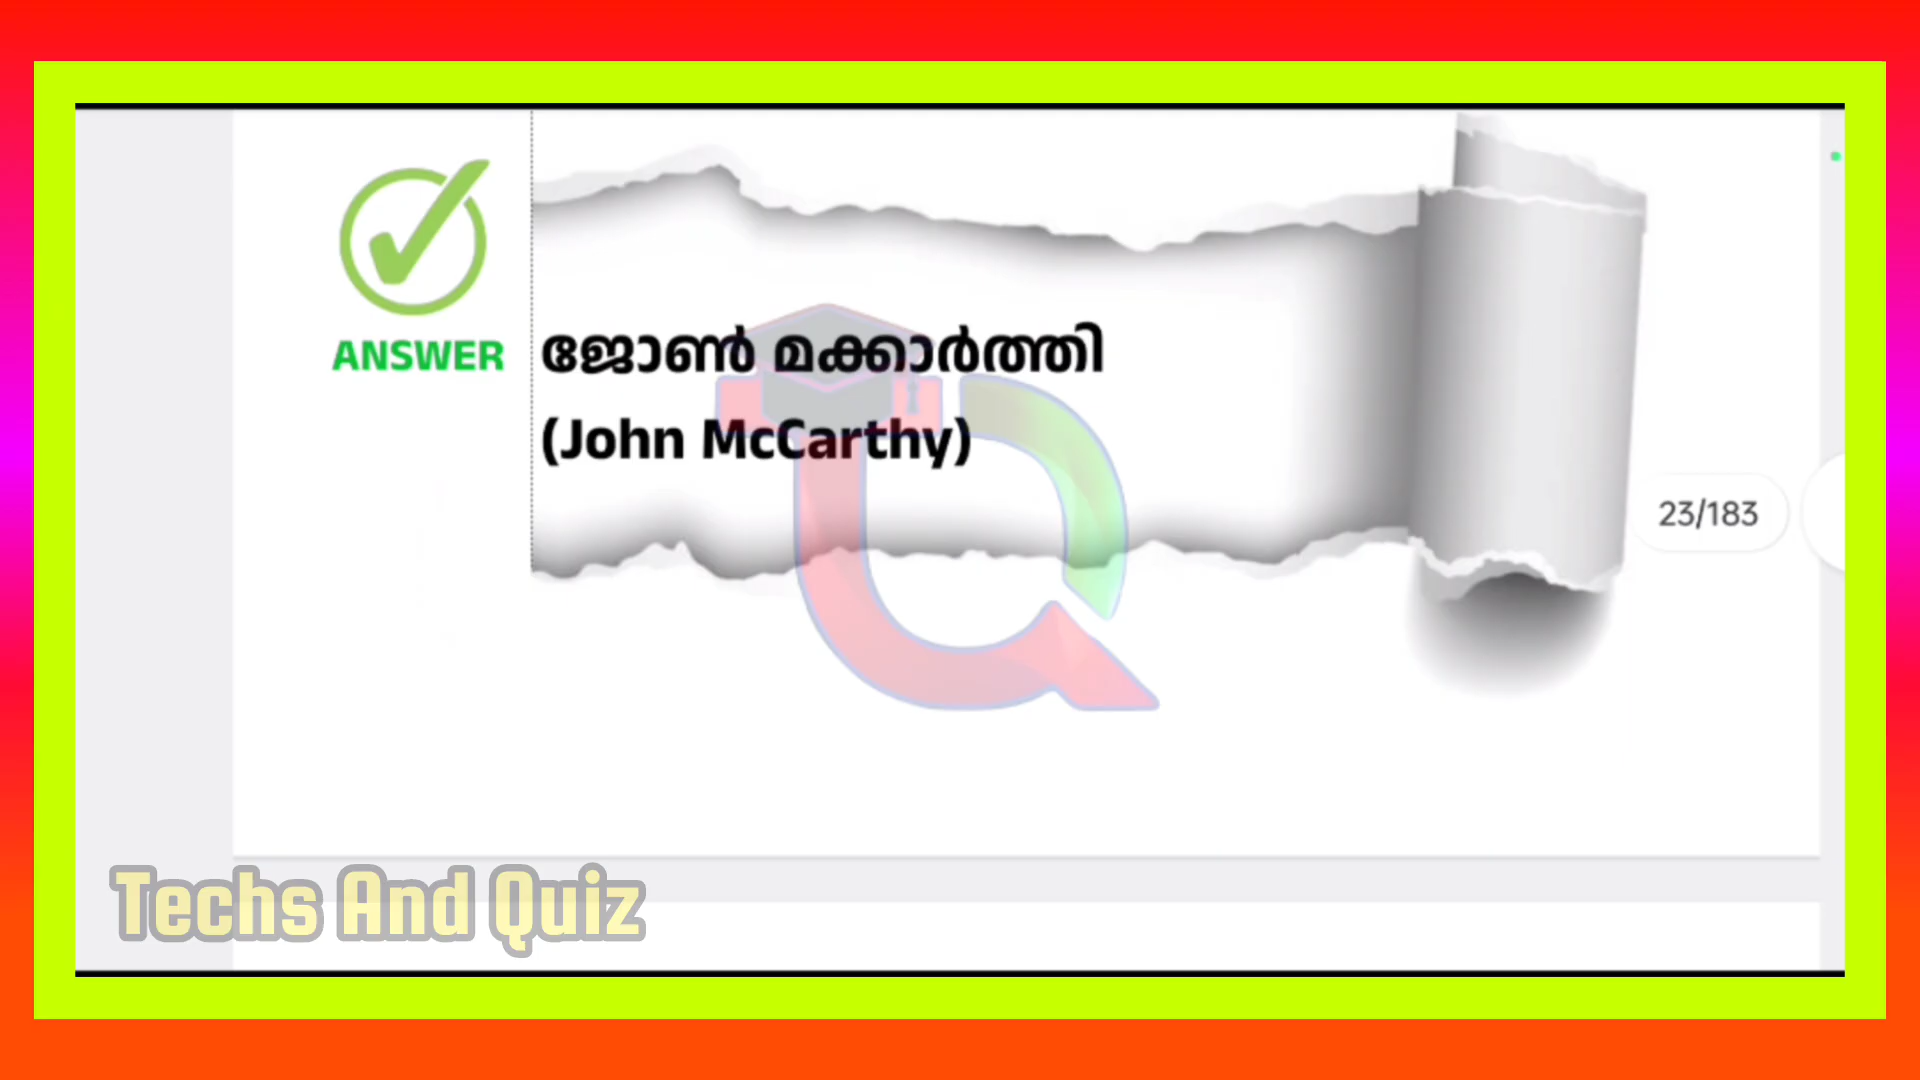 ANSWER
ജോൺ മക്കാർത്തി
(John McCarthy)
23/183
Techs And Quiz